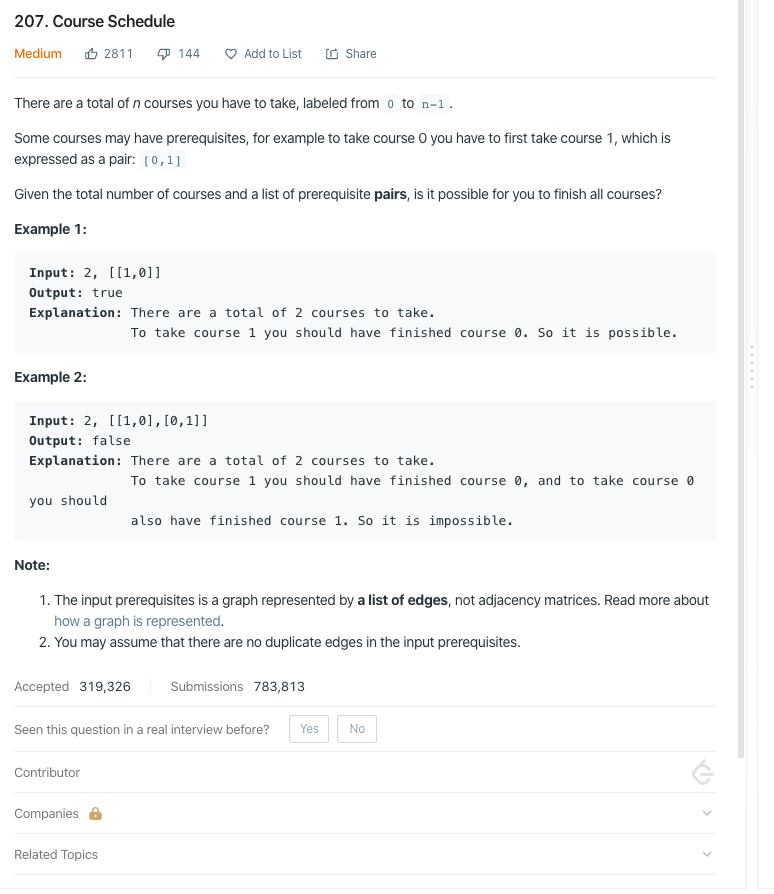 207. Course Schedule
Medium 2811 144 Add to List Share
There are a total of n courses you have to take, labeled from 0 to n-1 .
Some courses may have prerequisites, for example to take course 0 you have to first take course 1, which is
expressed as a pair: [0,1]
Given the total number of courses and a list of prerequisite pairs, is it possible for you to finish all courses?
Example 1:
Input: 2, [[1,0]]
Output: true
Explanation: There are a total of 2 courses to take.
To take course 1 you should have finished course 0. So it is possible.
Example 2:
Input: 2, [[1,0],[0,1]]
Output: false
Explanation: There are a total of 2 courses to take.
To take course 1 you should have finished course 0, and to take course 0
you should
also have finished course 1. So it is impossible.
Note:
1. The input prerequisites is a graph represented by a list of edges, not adjacency matrices. Read more about
how a graph is represented.
2. You may assume that there are no duplicate edges in the input prerequisites.
Accepted 319,326 Submissions 783,813
Seen this question in a real interview before? Yes No
Contributor
Companies
Related Topics